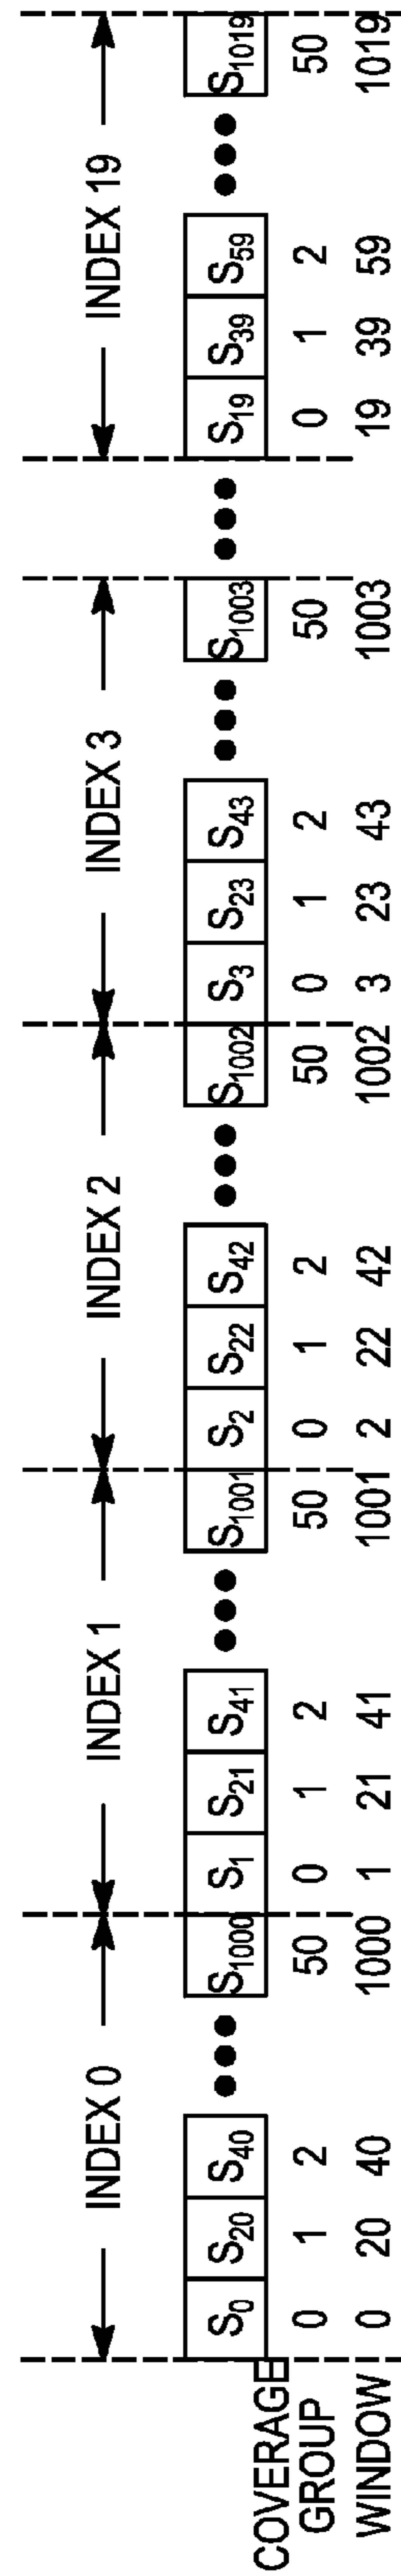 INDEX 0 INDEX 1 INDEX 2 INDEX 3 INDEX 19
S0 S20 S40 S1000 S1 S21 S41 S1001 S2 S22 S42 S1002 S3 S23 S43 S1003 S19 S39 S59 S1019
COVERAGE
GROUP 0 1 2 50 0 1 2 50 0 1 2 50 0 1 2 50 0 1 2 50
WINDOW 0 20 40 1000 1 21 41 1001 2 22 42 1002 3 23 43 1003 19 39 59 1019